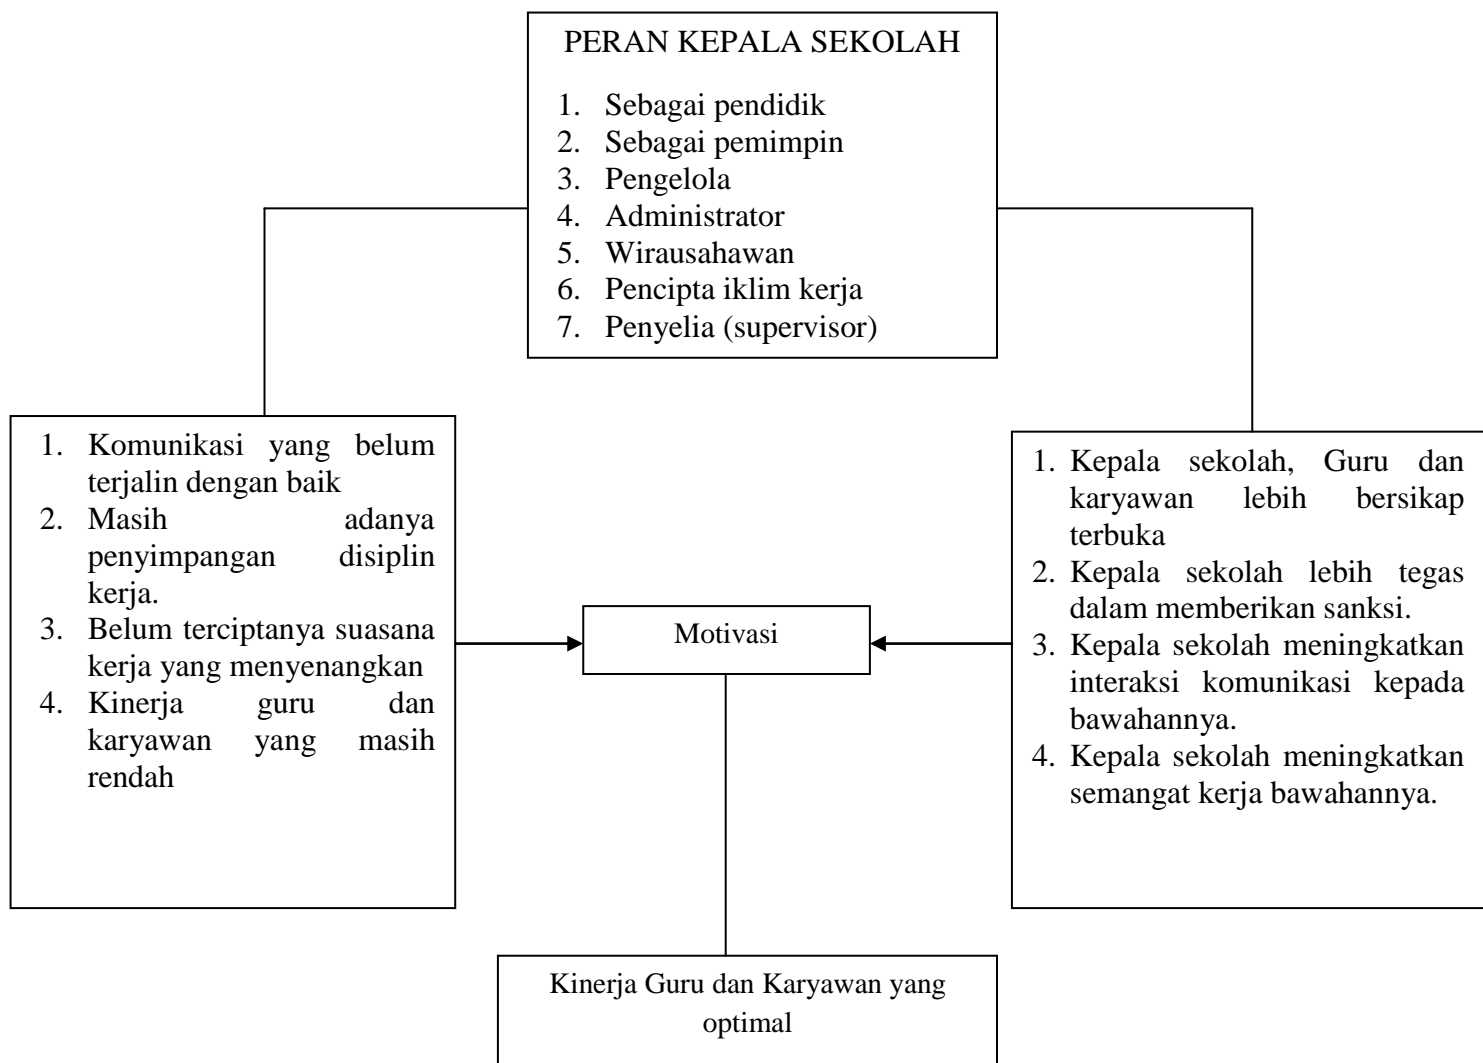 PERAN KEPALA SEKOLAH
1. Sebagai pendidik
2. Sebagai pemimpin
3. Pengelola
4. Administrator
5. Wirausahawan
6. Pencipta iklim kerja
7. Penyelia (supervisor)
1. Komunikasi yang belum
terjalin dengan baik
2. Masih adanya
penyimpangan disiplin
kerja.
3. Belum terciptanya suasana
kerja yang menyenangkan
4. Kinerja guru dan
karyawan yang masih
rendah
Motivasi
1. Kepala sekolah, Guru dan
karyawan lebih bersikap
terbuka
2. Kepala sekolah lebih tegas
dalam memberikan sanksi.
3. Kepala sekolah meningkatkan
interaksi komunikasi kepada
bawahannya.
4. Kepala sekolah meningkatkan
semangat kerja bawahannya.
Kinerja Guru dan Karyawan yang
optimal